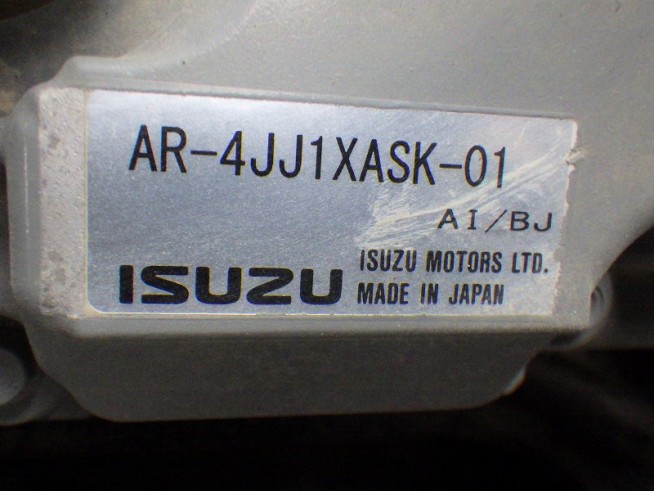 AR-4JJ1XASK-01
AI/BJ
ISUZU
ISUZU MOTORS LTD.
MADE IN JAPAN